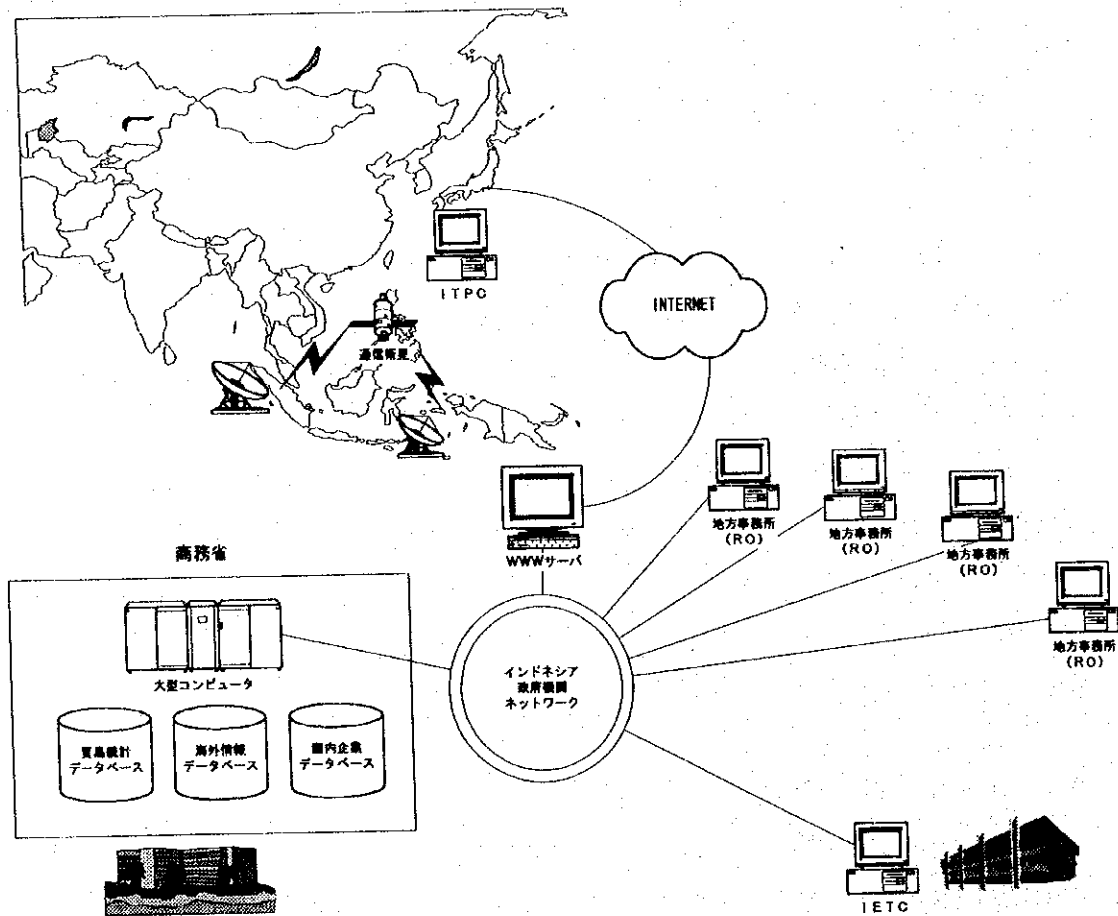 ITPC
INTERNET
通信衛星
WWWサーバ
地方事務所
(RO)
地方事務所
(RO)
地方事務所
(RO)
地方事務所
(RO)
商務省
大型コンピュータ
貿易統計
データベース
海外情報
データベース
国内企業
データベース
インドネシア
政府機関
ネットワーク
IETC